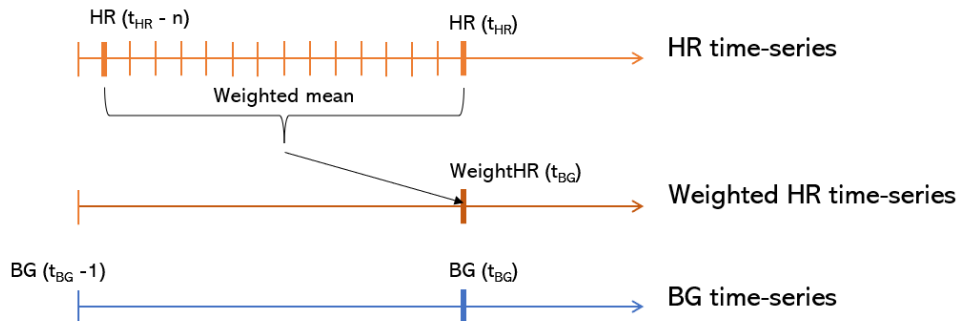 HR (tHR - n)
HR (tHR)
HR time-series
Weighted mean
WeightHR (tBG)
Weighted HR time-series
BG (tBG -1)
BG (tBG)
BG time-series